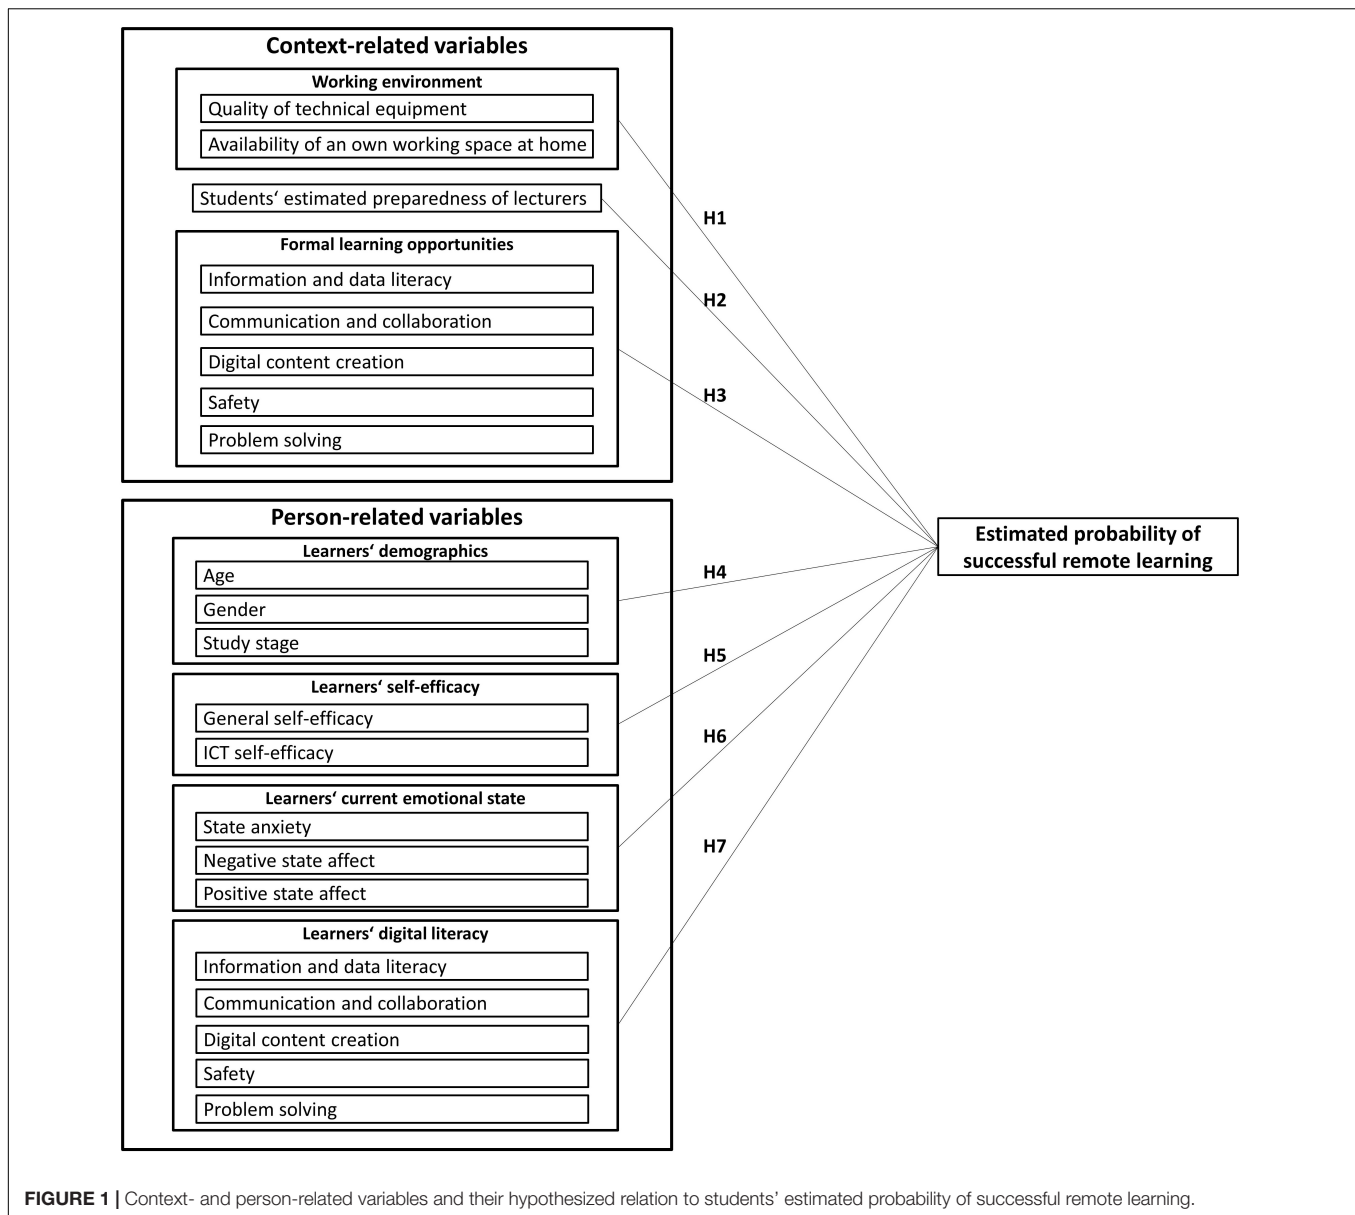 Context-related variables
Working environment
Quality of technical equipment
Availability of an own working space at home
Students‘ estimated preparedness of lecturers
Formal learning opportunities
Information and data literacy
Communication and collaboration
Digital content creation
Safety
Problem solving
H1
H2
H3
Person-related variables
Learners‘ demographics
Age
Gender
Study stage
Learners‘ self-efficacy
General self-efficacy
ICT self-efficacy
Learners‘ current emotional state
State anxiety
Negative state affect
Positive state affect
Learners‘ digital literacy
Information and data literacy
Communication and collaboration
Digital content creation
Safety
Problem solving
H4
H5
H6
H7
Estimated probability of
successful remote learning
FIGURE 1 | Context- and person-related variables and their hypothesized relation to students’ estimated probability of successful remote learning.